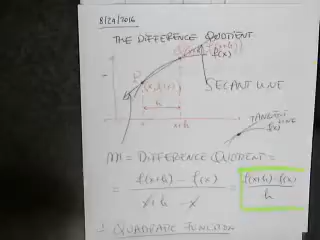 8/29/2016
THE DIFFERENCE QUOTIENT
(x+h))
f(x)
P
(x, f(x))
SECANT LINE
h
x x+h
TANGENT
LINE
f(x)
M = DIFFERENCE QUOTIENT =
= f(x+h) - f(x) = f(x+h)-f(x)
x+h - x h
QUADRATIC FUNCTION